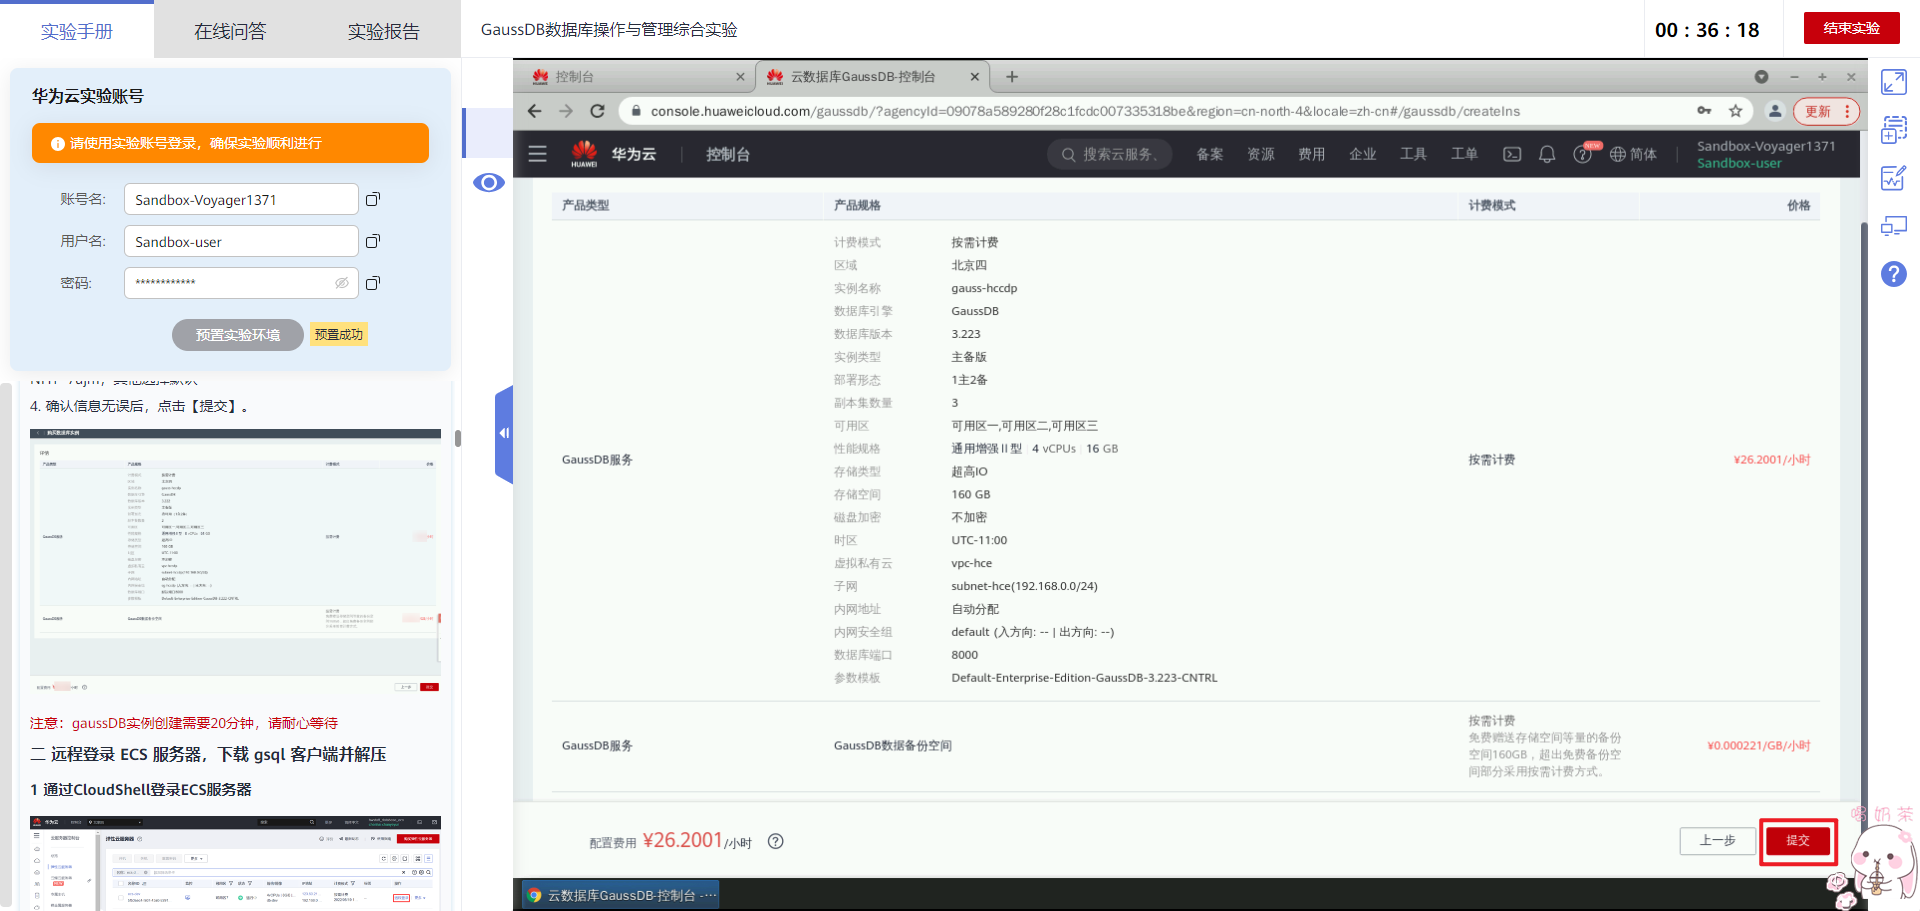 实验手册
在线问答
实验报告
GaussDB数据库操作与管理综合实验
00 : 36 : 18
结束实验
华为云实验账号
请使用实验账号登录，确保实验顺利进行
账号名:
Sandbox-Voyager1371
用户名:
Sandbox-user
密码:
************
预置实验环境
预置成功
4. 确认信息无误后，点击【提交】。
购买数据库实例
注意：gaussDB实例创建需要20分钟，请耐心等待
二 远程登录 ECS 服务器，下载 gsql 客户端并解压
1 通过CloudShell登录ECS服务器
控制台
云数据库GaussDB-控制台
console.huaweicloud.com/gaussdb/?agencyId=09078a589280f28c1fcdc007335318be&region=cn-north-4&locale=zh-cn#/gaussdb/createIns
更新
HUAWEI
华为云
控制台
搜索云服务、
备案
资源
费用
企业
工具
工单
NEW
简体
Sandbox-Voyager1371
Sandbox-user
产品类型
产品规格
计费模式
价格
GaussDB服务
计费模式 按需计费
区域 北京四
实例名称 gauss-hccdp
数据库引擎 GaussDB
数据库版本 3.223
实例类型 主备版
部署形态 1主2备
副本集数量 3
可用区 可用区一,可用区二,可用区三
性能规格 通用增强 II 型 | 4 vCPUs | 16 GB
存储类型 超高IO
存储空间 160 GB
磁盘加密 不加密
时区 UTC-11:00
虚拟私有云 vpc-hce
子网 subnet-hce(192.168.0.0/24)
内网地址 自动分配
内网安全组 default (入方向: -- | 出方向: --)
数据库端口 8000
参数模板 Default-Enterprise-Edition-GaussDB-3.223-CNTRL
按需计费
¥26.2001/小时
GaussDB服务
GaussDB数据备份空间
按需计费
免费赠送存储空间等量的备份
空间160GB，超出免费备份空
间部分采用按需计费方式。
¥0.000221/GB/小时
配置费用 ¥26.2001/小时
上一步
提交
云数据库GaussDB-控制台 -···
喝奶茶